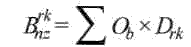 B_{nz}^{rk} = ∑ O_b × D_{rk}